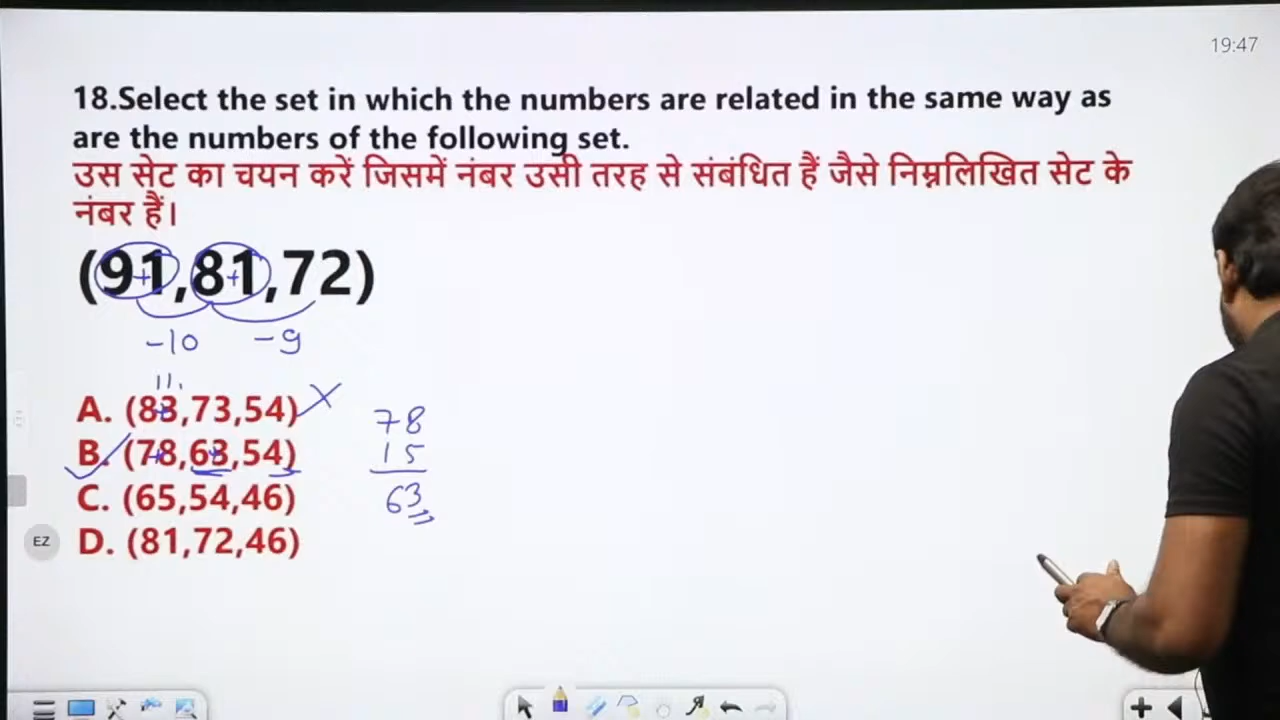 19:47
18.Select the set in which the numbers are related in the same way as
are the numbers of the following set.
उस सेट का चयन करें जिसमें नंबर उसी तरह से संबंधित हैं जैसे निम्नलिखित सेट के
नंबर हैं।
(91,81,72)
-10 -9
11.
A. (83,73,54)
B. (78,63,54)
C. (65,54,46)
D. (81,72,46)
78
15
63
EZ